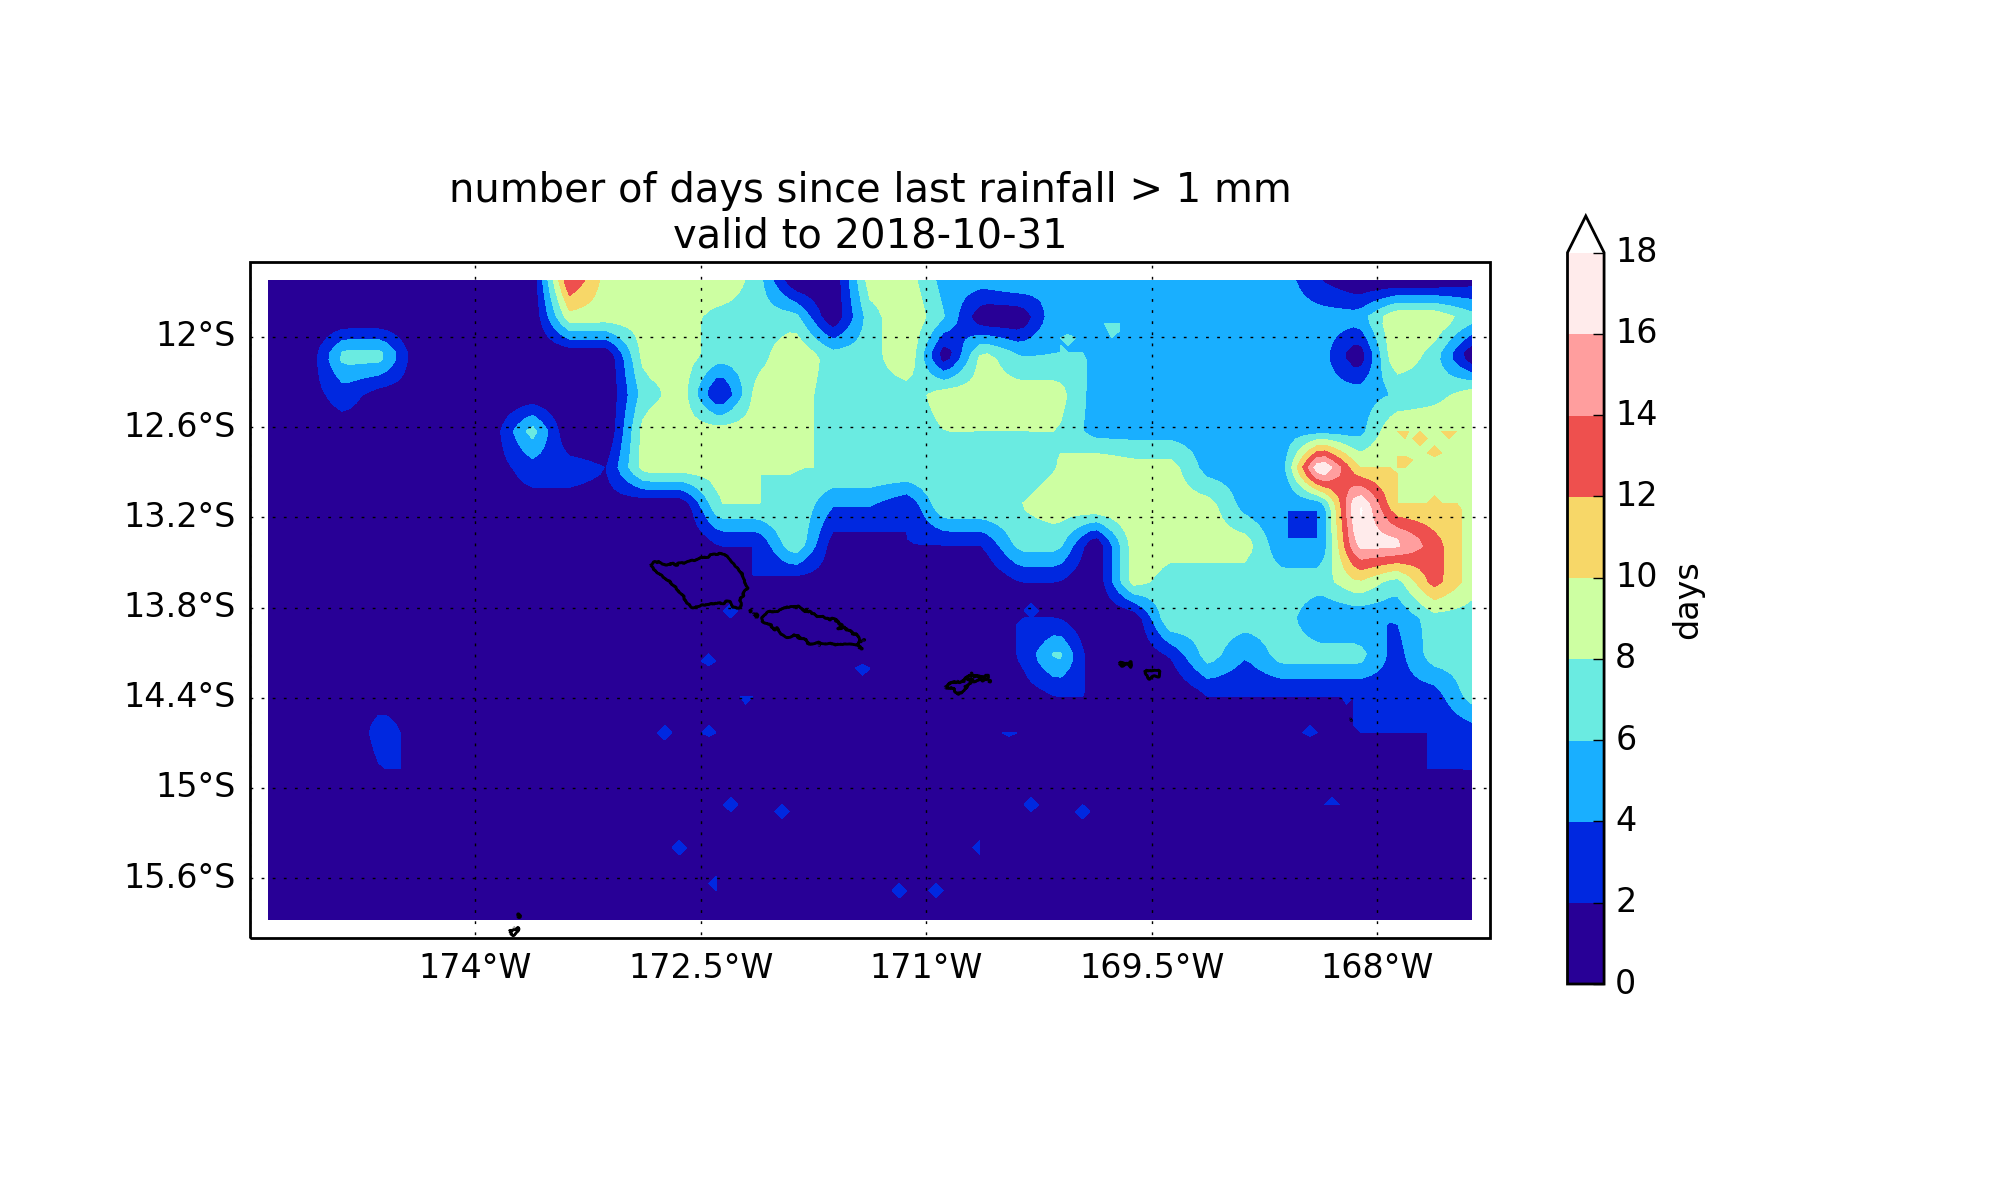 number of days since last rainfall > 1 mm
valid to 2018-10-31
12°S
12.6°S
13.2°S
13.8°S
14.4°S
15°S
15.6°S
174°W
172.5°W
171°W
169.5°W
168°W
18
16
14
12
10
8
6
4
2
0
days